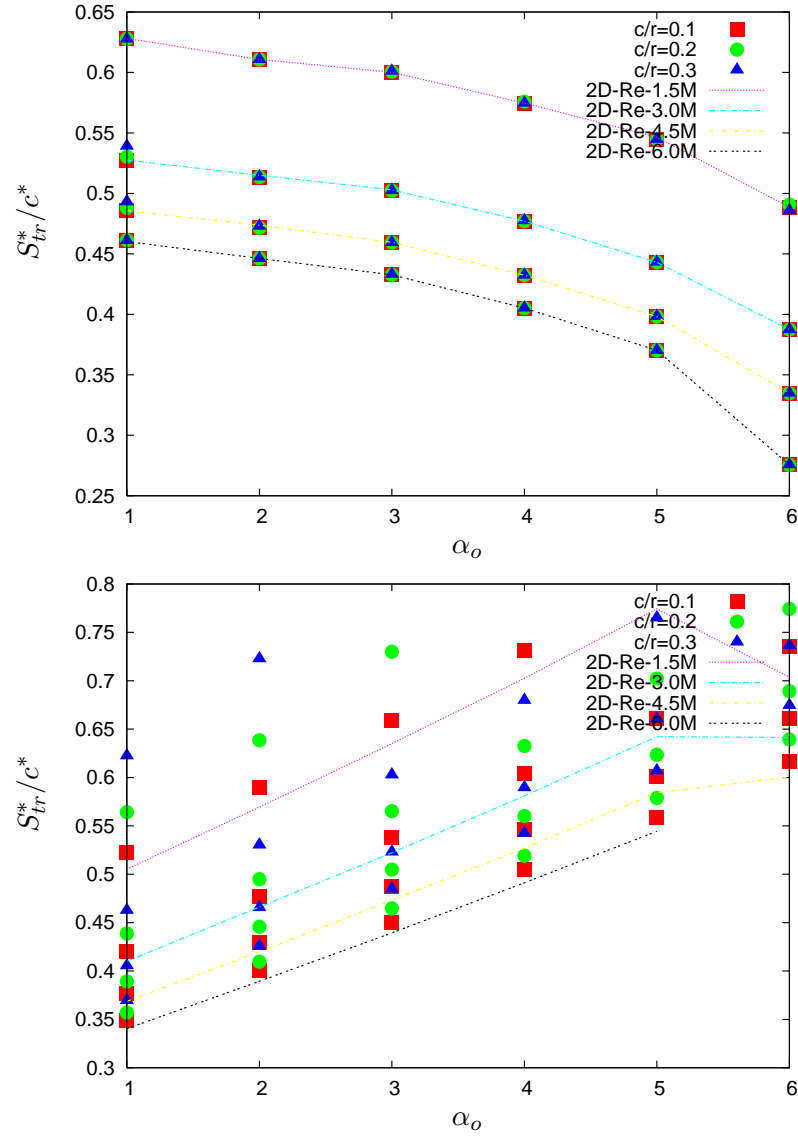 0.65
0.6
0.55
0.5
0.45
0.4
0.35
0.3
0.25
1 2 3 4 5 6
S*tr/c*
αo
c/r=0.1
c/r=0.2
c/r=0.3
2D-Re-1.5M
2D-Re-3.0M
2D-Re-4.5M
2D-Re-6.0M
0.8
0.75
0.7
0.65
0.6
0.55
0.5
0.45
0.4
0.35
0.3
1 2 3 4 5 6
S*tr/c*
αo
c/r=0.1
c/r=0.2
c/r=0.3
2D-Re-1.5M
2D-Re-3.0M
2D-Re-4.5M
2D-Re-6.0M